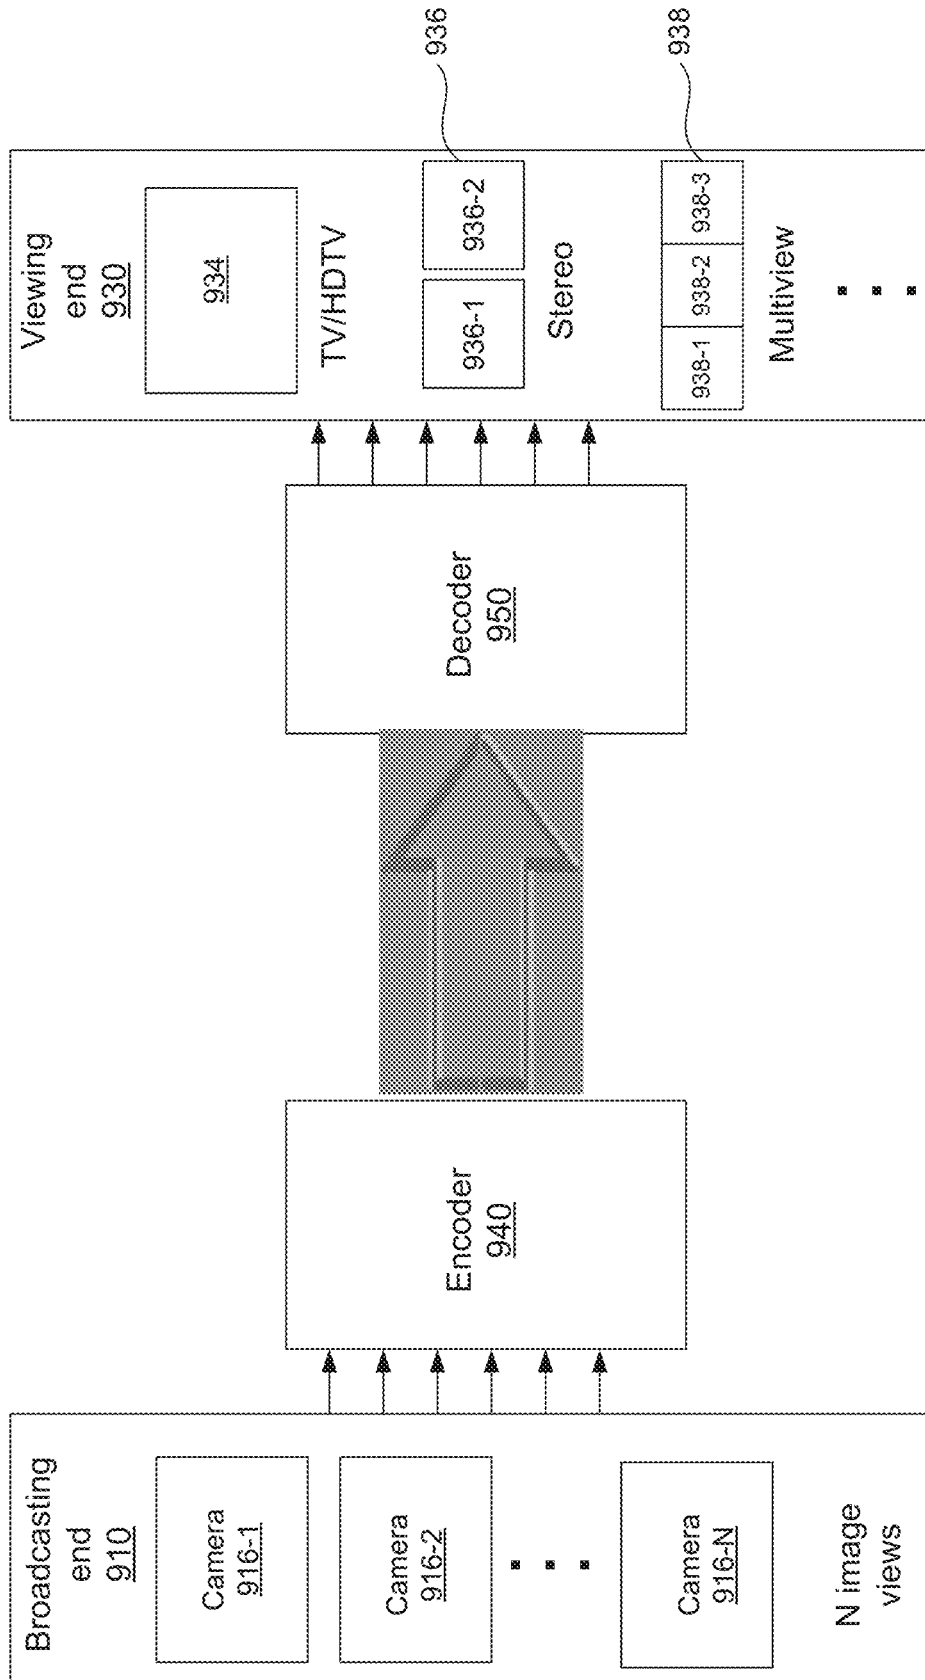 Broadcasting
end
910
Camera
916-1
Camera
916-2
Camera
916-N
N image
views
Encoder
940
Decoder
950
Viewing
end
930
934
TV/HDTV
936-1
936-2
936
Stereo
938-1
938-2
938-3
938
Multiview